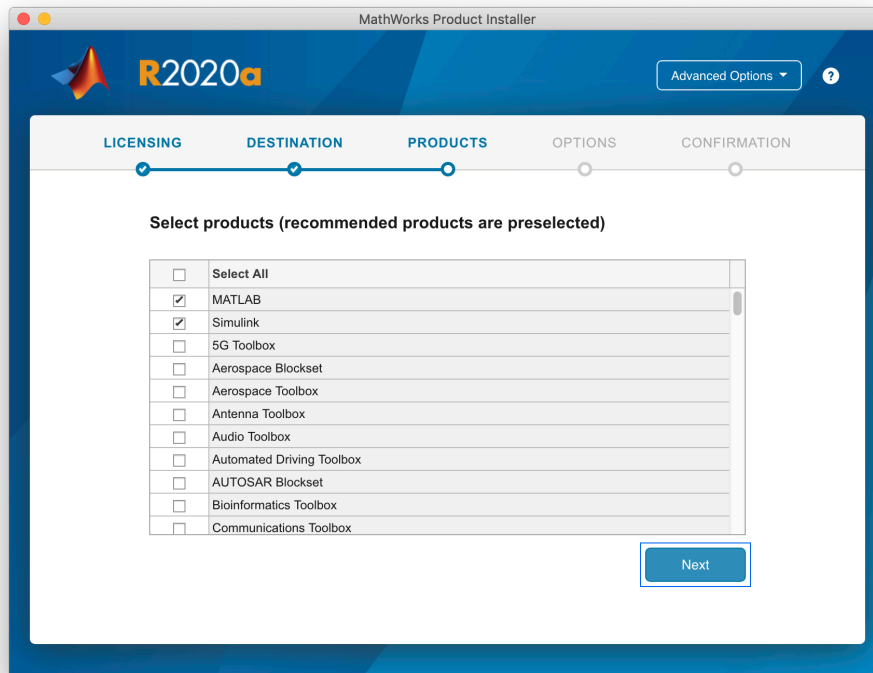 MathWorks Product Installer
R2020a
Advanced Options
?
LICENSING DESTINATION PRODUCTS OPTIONS CONFIRMATION
Select products (recommended products are preselected)
Select All
MATLAB
Simulink
5G Toolbox
Aerospace Blockset
Aerospace Toolbox
Antenna Toolbox
Audio Toolbox
Automated Driving Toolbox
AUTOSAR Blockset
Bioinformatics Toolbox
Communications Toolbox
Next